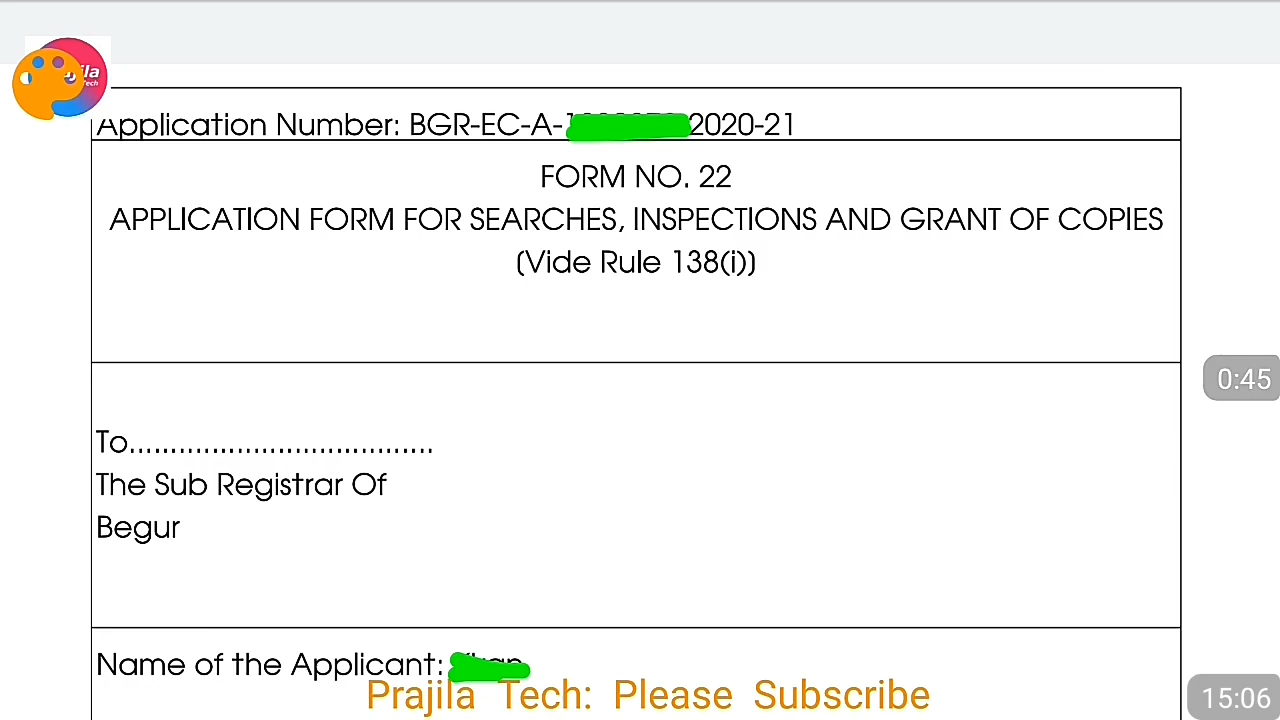 Application Number: BGR-EC-A- 2020-21
FORM NO. 22
APPLICATION FORM FOR SEARCHES, INSPECTIONS AND GRANT OF COPIES
(Vide Rule 138(i))
0:45
To.....................................
The Sub Registrar Of
Begur
Name of the Applicant:
Prajila Tech: Please Subscribe
15:06